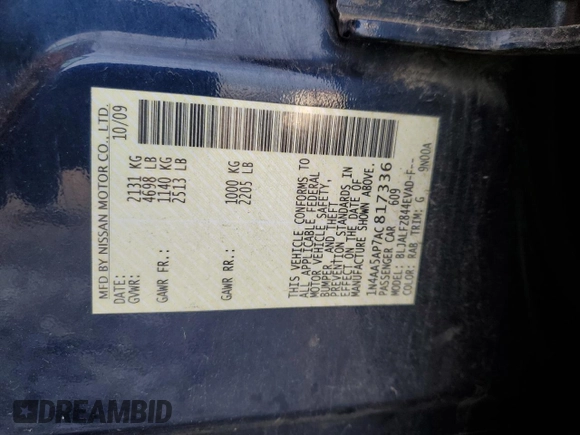 MFD BY NISSAN MOTOR CO., LTD.
DATE: 10/09
GVWR: 2131 KG
4698 LB
GAWR FR.: 1140 KG
2513 LB
GAWR RR.: 1000 KG
2205 LB
THIS VEHICLE CONFORMS TO
ALL APPLICABLE FEDERAL
MOTOR VEHICLE SAFETY,
BUMPER, AND THEFT
PREVENTION STANDARDS IN
EFFECT ON THE DATE OF
MANUFACTURE SHOWN ABOVE.
1N4AA5AP7AC817336
PASSENGER CAR 609
MODEL: BLJALF2844EVAD-F--
COLOR: RAB TRIM: G 9N00A
DREAMBID